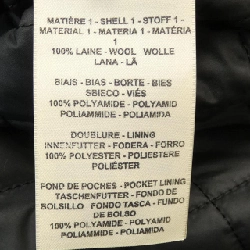 MATIÈRE 1 - SHELL 1 - STOFF 1 -
MATERIAL 1 - MATERIA 1 - MATÉRIA
1
100% LAINE - WOOL WOLLE
LANA - LÃ
BIAIS - BIAS - BORTE - BIES
SBIECO - VIÉS
100% POLYAMIDE - POLYAMID
POLIAMMIDE - POLIAMIDA
DOUBLURE - LINING
INNENFUTTER - FODERA - FORRO
100% POLYESTER - POLIESTERE
POLIÉSTER
FOND DE POCHES - POCKET LINING
TASCHENFUTTER - FONDO DE
BOLSILLO FONDO TASCA - FUNDO
DE BOLSO
100% POLYAMIDE - POLYAMID
POLIAMMIDE - POLIAMIDA